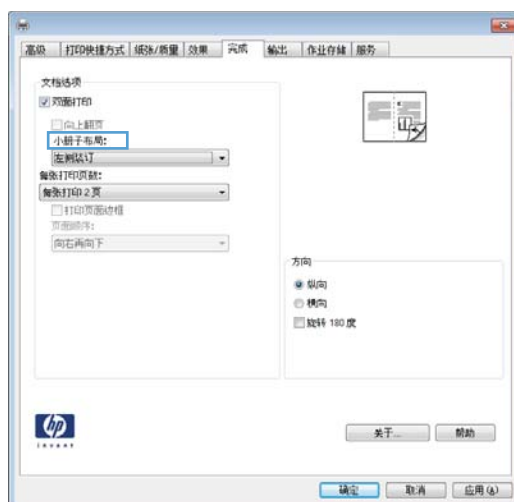 高级 打印快捷方式 纸张/质量 效果 完成 输出 作业存储 服务
文档选项
双面打印
向上翻页
小册子布局:
左侧装订
每张打印页数:
每张打印 2 页
打印页面边框
页面顺序:
向右再向下
方向
纵向
横向
旋转 180 度
hp
invent
关于... 帮助
确定 取消 应用(A)